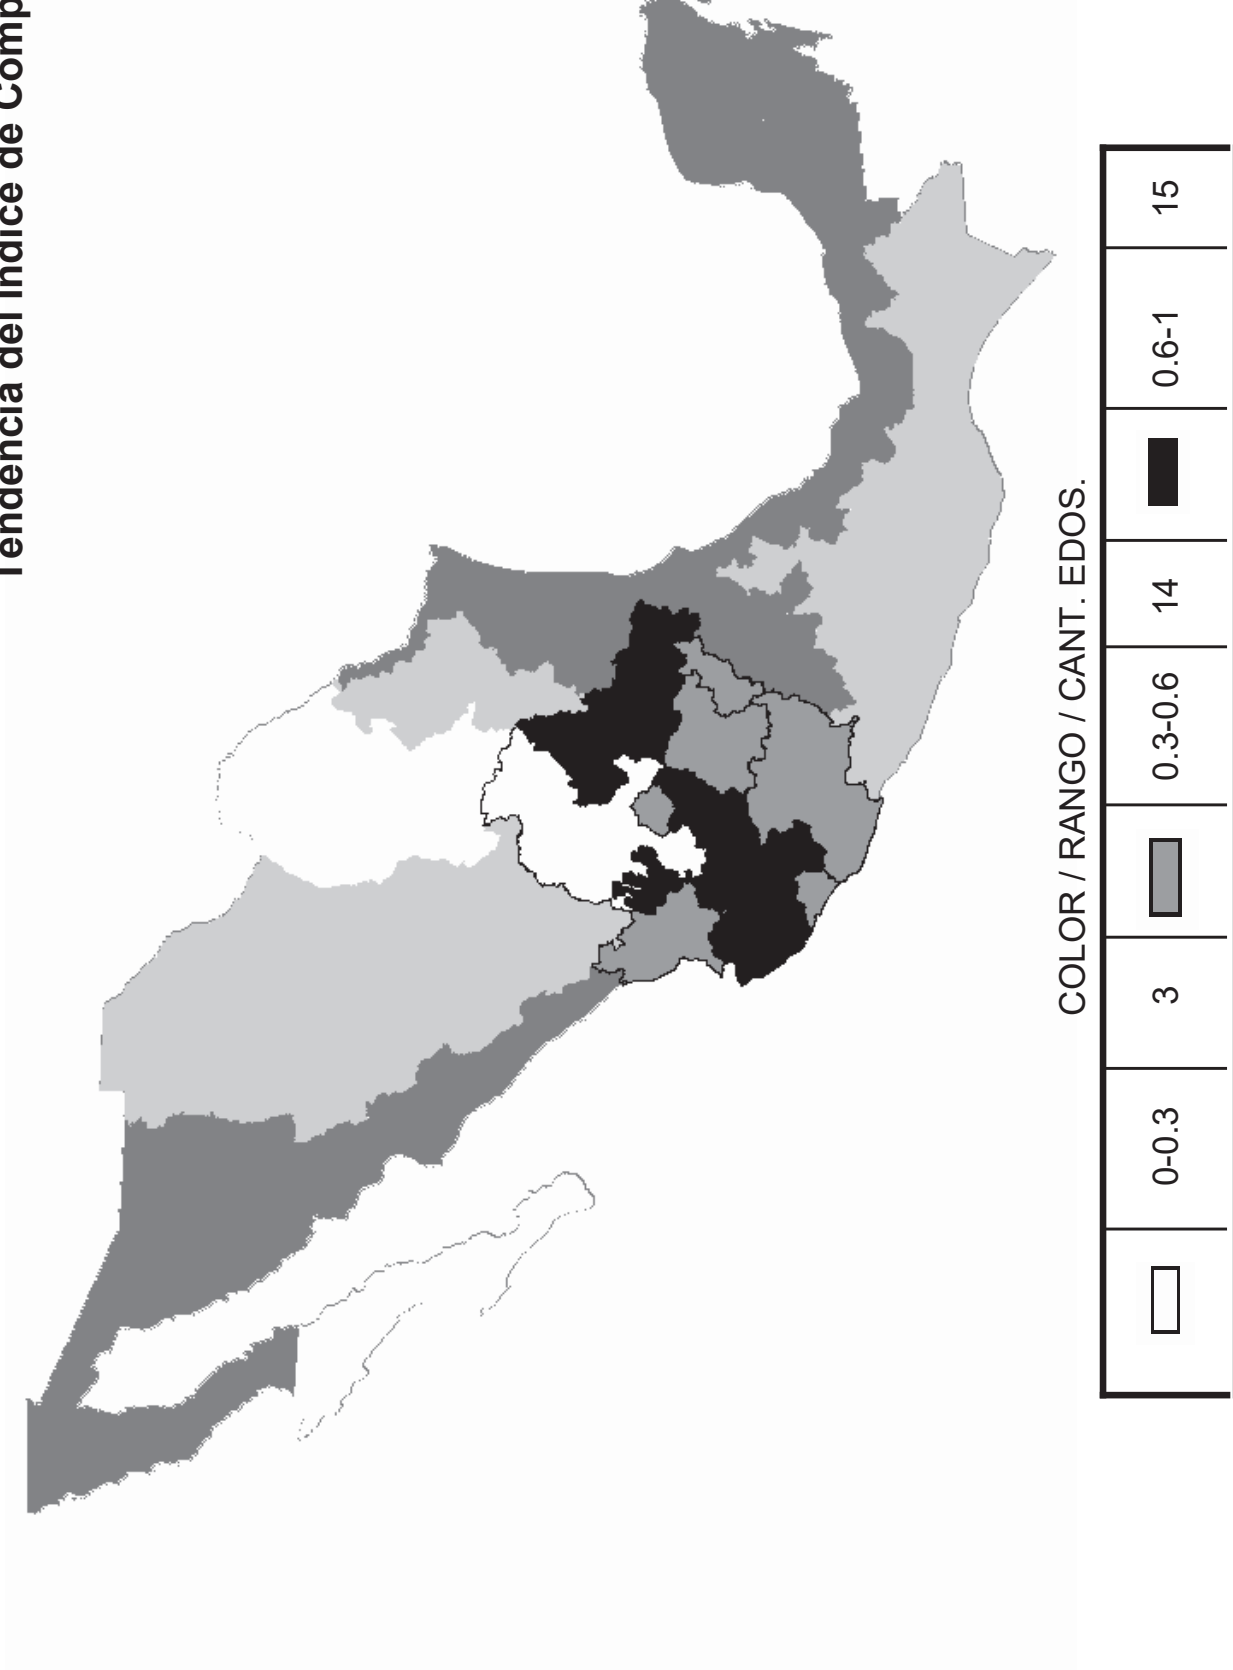 Tendencia del Índice de Comp
COLOR / RANGO / CANT. EDOS.
0-0.3 3 0.3-0.6 14 0.6-1 15